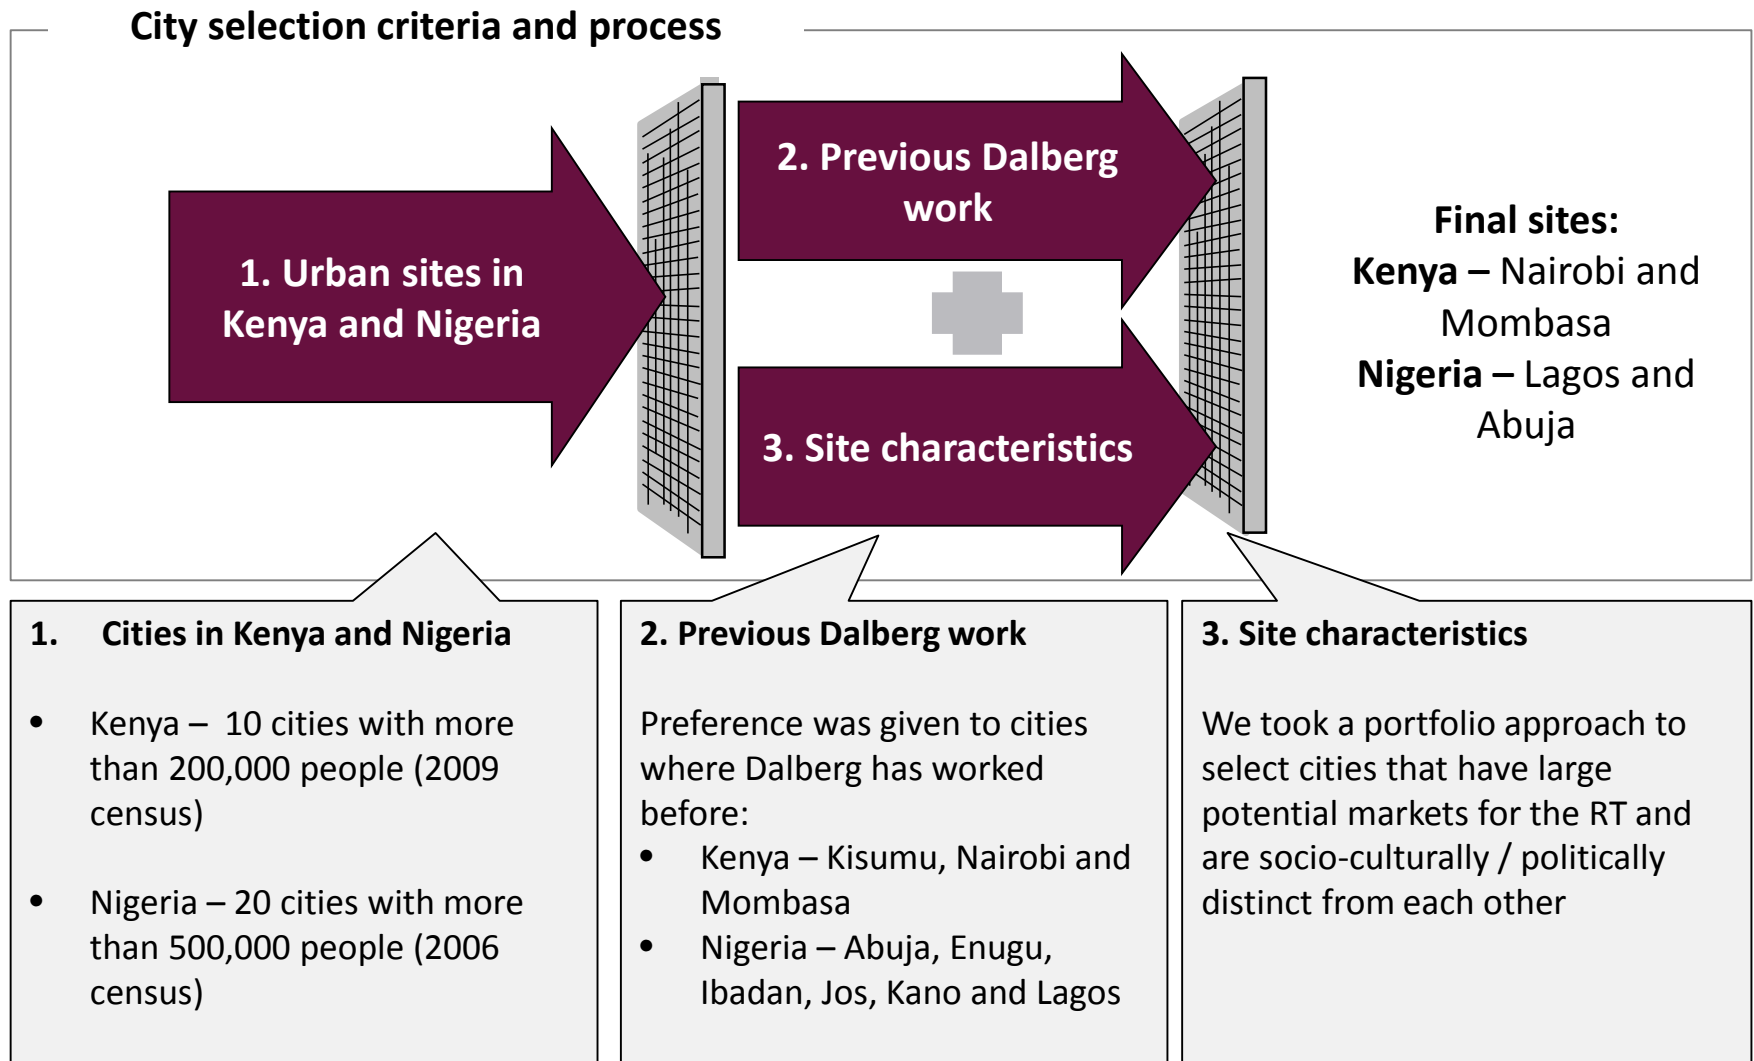 City selection criteria and process
1. Urban sites in
Kenya and Nigeria
2. Previous Dalberg
work
3. Site characteristics
Final sites:
Kenya – Nairobi and
Mombasa
Nigeria – Lagos and
Abuja
1. Cities in Kenya and Nigeria
• Kenya – 10 cities with more
than 200,000 people (2009
census)
• Nigeria – 20 cities with more
than 500,000 people (2006
census)
2. Previous Dalberg work
Preference was given to cities
where Dalberg has worked
before:
• Kenya – Kisumu, Nairobi and
Mombasa
• Nigeria – Abuja, Enugu,
Ibadan, Jos, Kano and Lagos
3. Site characteristics
We took a portfolio approach to
select cities that have large
potential markets for the RT and
are socio-culturally / politically
distinct from each other